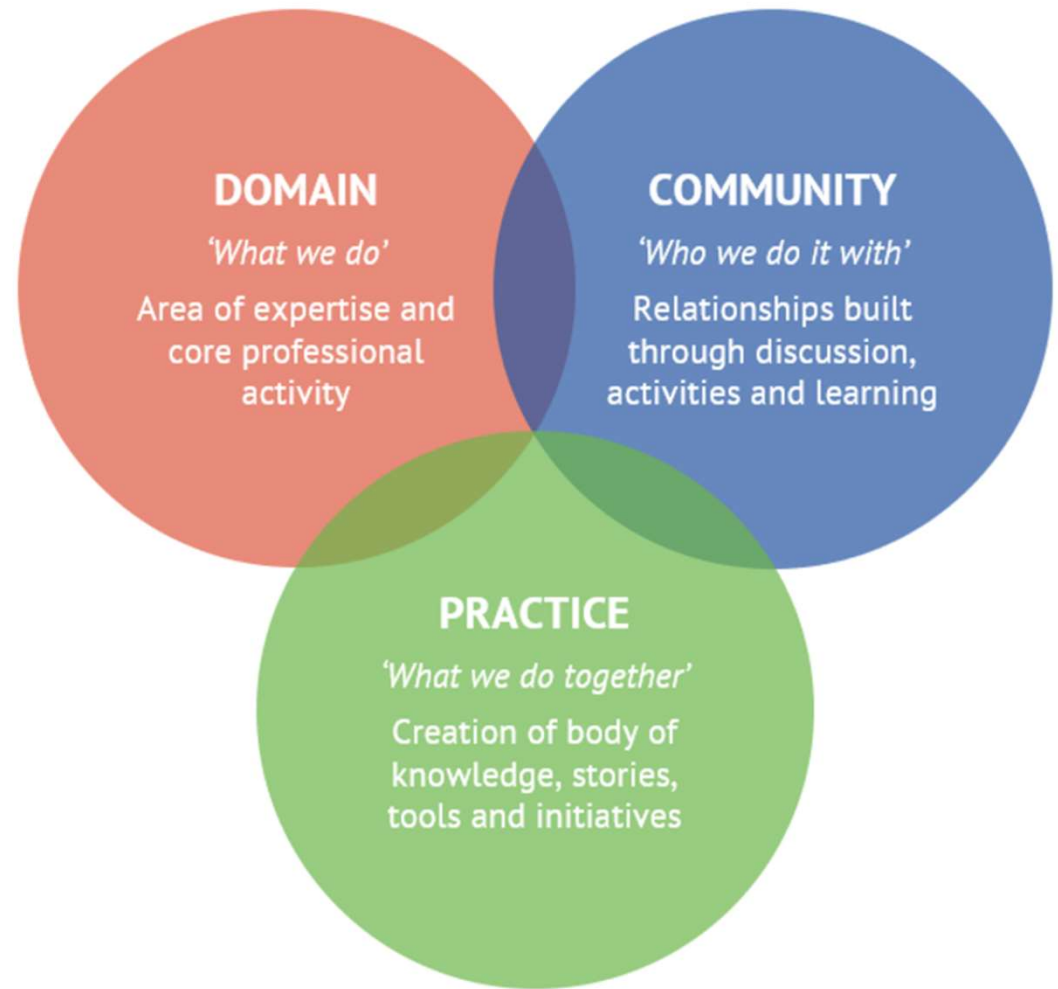 DOMAIN
‘What we do’
Area of expertise and
core professional
activity
COMMUNITY
‘Who we do it with’
Relationships built
through discussion,
activities and learning
PRACTICE
‘What we do together’
Creation of body of
knowledge, stories,
tools and initiatives